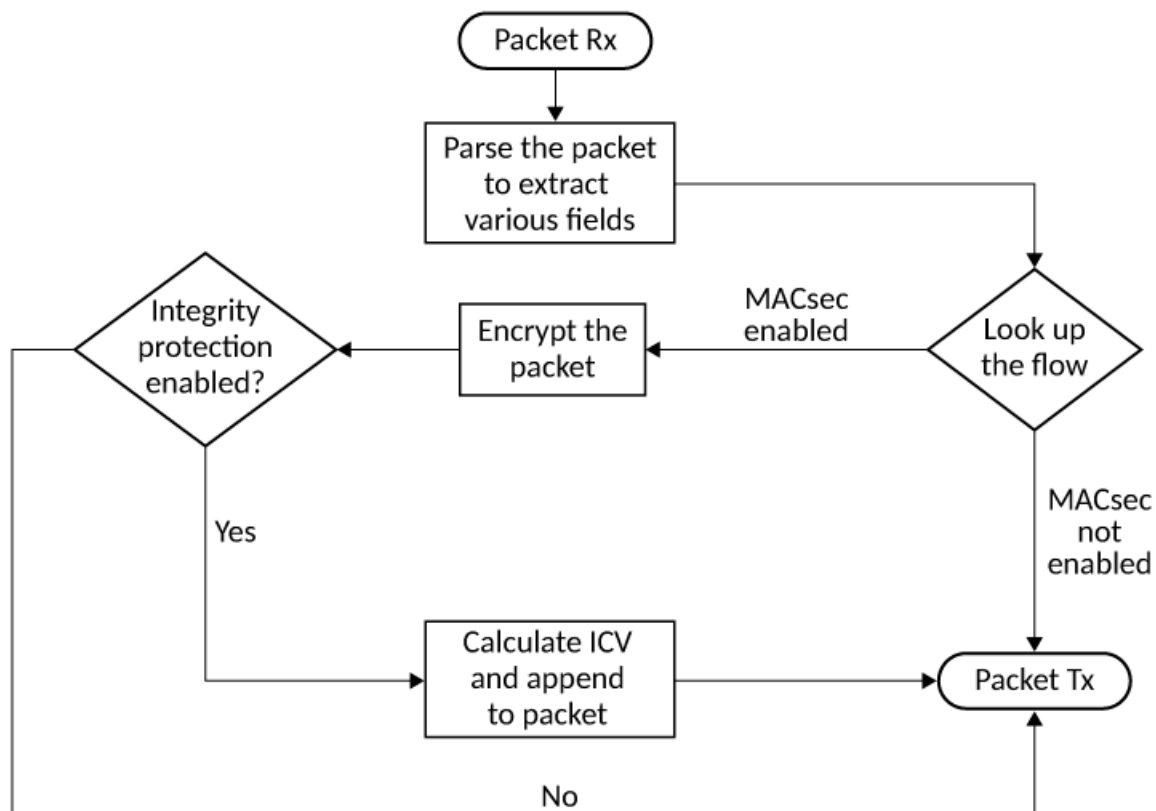 Packet Rx
Parse the packet
to extract
various fields
Integrity
protection
enabled?
Encrypt the
packet
MACsec
enabled
Look up
the flow
Yes
MACsec
not
enabled
Calculate ICV
and append
to packet
Packet Tx
No